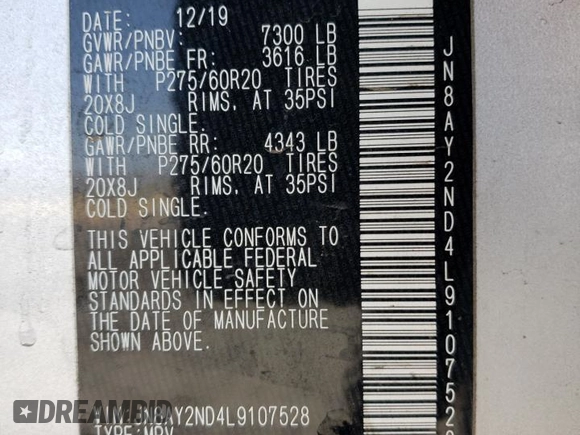 DATE: 12/19
GVWR/PNBV: 7300 LB
GAWR/PNBE FR: 3616 LB
WITH P275/60R20 TIRES
20X8J RIMS, AT 35PSI
COLD SINGLE.
GAWR/PNBE RR: 4343 LB
WITH P275/60R20 TIRES
20X8J RIMS, AT 35PSI
COLD SINGLE.
THIS VEHICLE CONFORMS TO
ALL APPLICABLE FEDERAL
MOTOR VEHICLE SAFETY
STANDARDS IN EFFECT ON
THE DATE OF MANUFACTURE
JN8AY2ND4L9107528
TYPE: MPV
JN8AY2ND4L9107528
DREAMBID